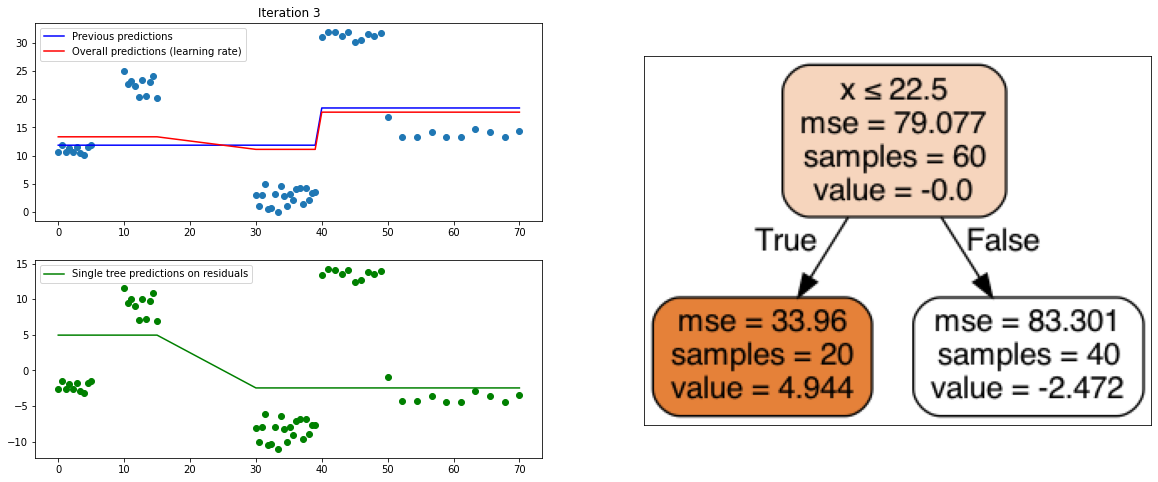 Iteration 3
Previous predictions
Overall predictions (learning rate)
30
25
20
15
10
5
0
0 10 20 30 40 50 60 70
Single tree predictions on residuals
15
10
5
0
−5
−10
0 10 20 30 40 50 60 70
x ≤ 22.5
mse = 79.077
samples = 60
value = -0.0
True False
mse = 33.96
samples = 20
value = 4.944
mse = 83.301
samples = 40
value = -2.472